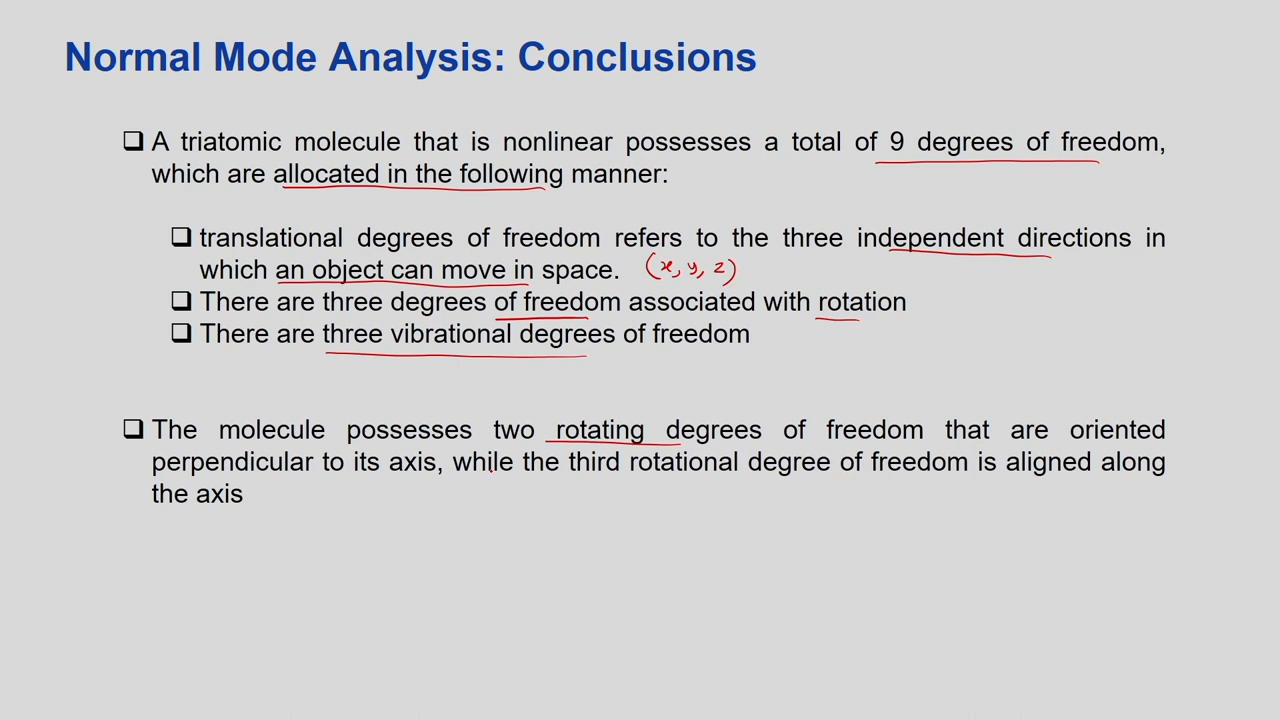 Normal Mode Analysis: Conclusions
❑ A triatomic molecule that is nonlinear possesses a total of 9 degrees of freedom,
which are allocated in the following manner:
❑ translational degrees of freedom refers to the three independent directions in
which an object can move in space. (x, y, z)
❑ There are three degrees of freedom associated with rotation
❑ There are three vibrational degrees of freedom
❑ The molecule possesses two rotating degrees of freedom that are oriented
perpendicular to its axis, while the third rotational degree of freedom is aligned along
the axis